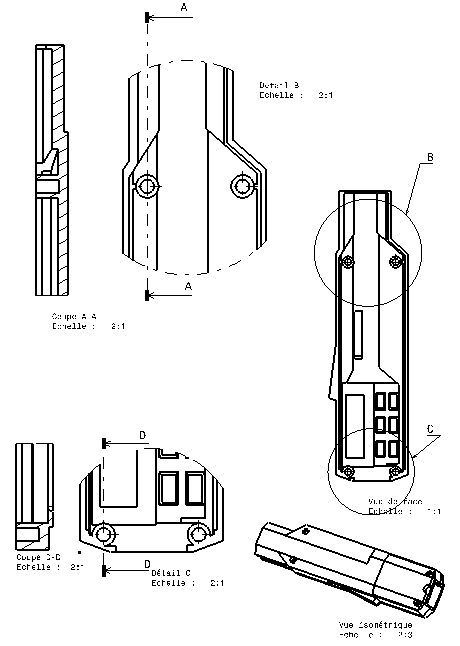 A
Detail B
Echelle : 2:1
B
A
Coupe A-A
Echelle : 2:1
D
C
Vue de face
Echelle : 1:1
Coupe D-D
Echelle : 2:1
D
Détail C
Echelle : 2:1
Vue isométrique
Echelle : 2:3